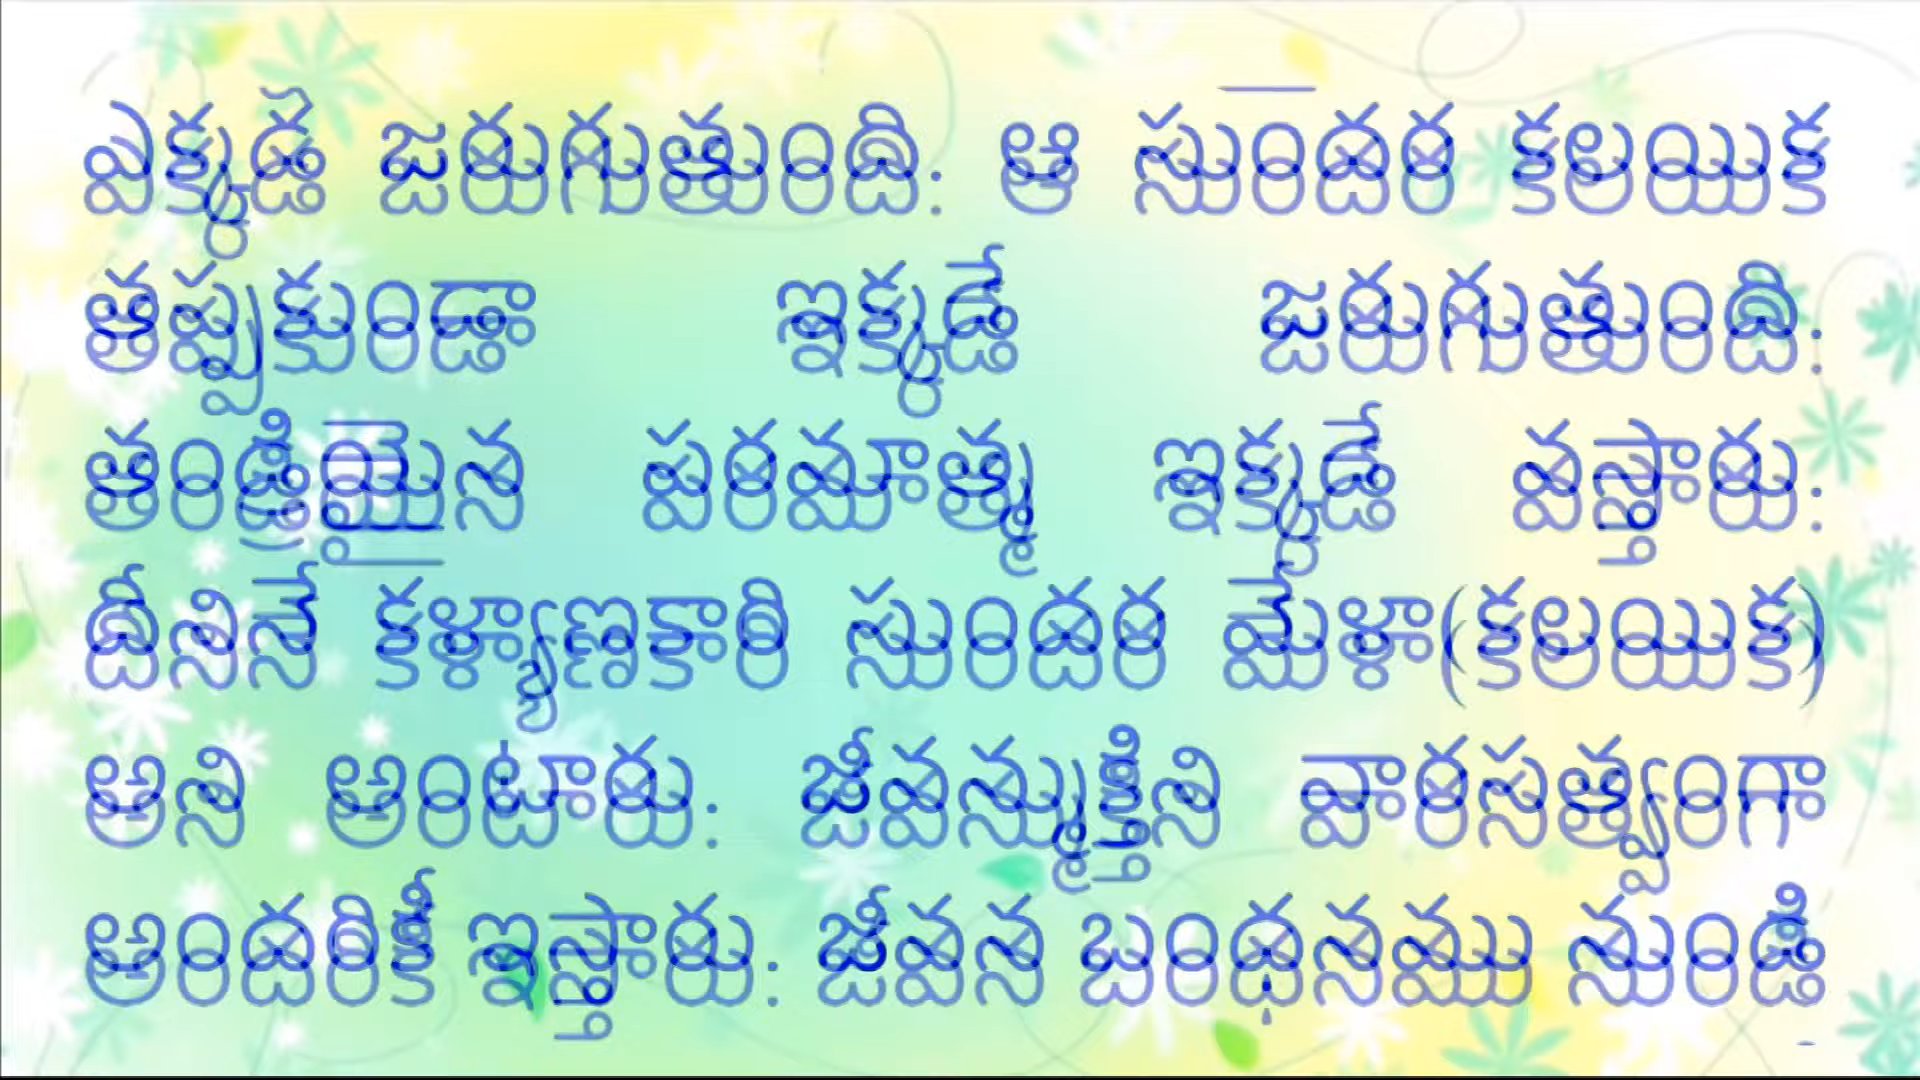 ఎక్కడ జరుగుతుంది. ఆ సుందర కలయిక
తప్పకుండా ఇక్కడే జరుగుతుంది.
తండ్రియైన పరమాత్మ ఇక్కడే వస్తారు.
దీనినే కళ్యాణకారి సుందర మేళా(కలయిక)
అని అంటారు. జీవన్ముక్తిని వారసత్వంగా
అందరికీ ఇస్తారు. జీవన బంధనము నుండి